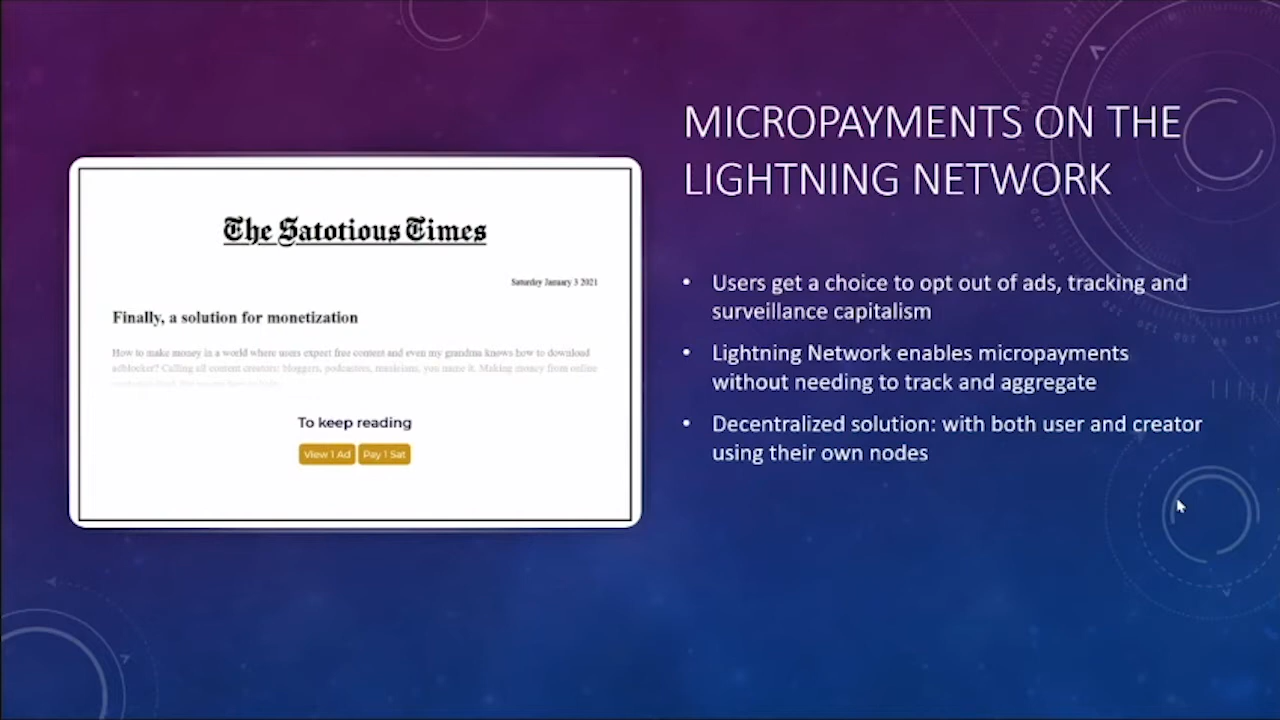 The Satotious Times
Saturday January 3 2021
Finally, a solution for monetization
How to make money in a world where users expect free content and even my grandma knows how to download
adblocker? Calling all content creators: bloggers, podcasters, musicians, you name it. Making money from online
To keep reading
View 1 Ad Pay 1 Sat
MICROPAYMENTS ON THE
LIGHTNING NETWORK
• Users get a choice to opt out of ads, tracking and
surveillance capitalism
• Lightning Network enables micropayments
without needing to track and aggregate
• Decentralized solution: with both user and creator
using their own nodes